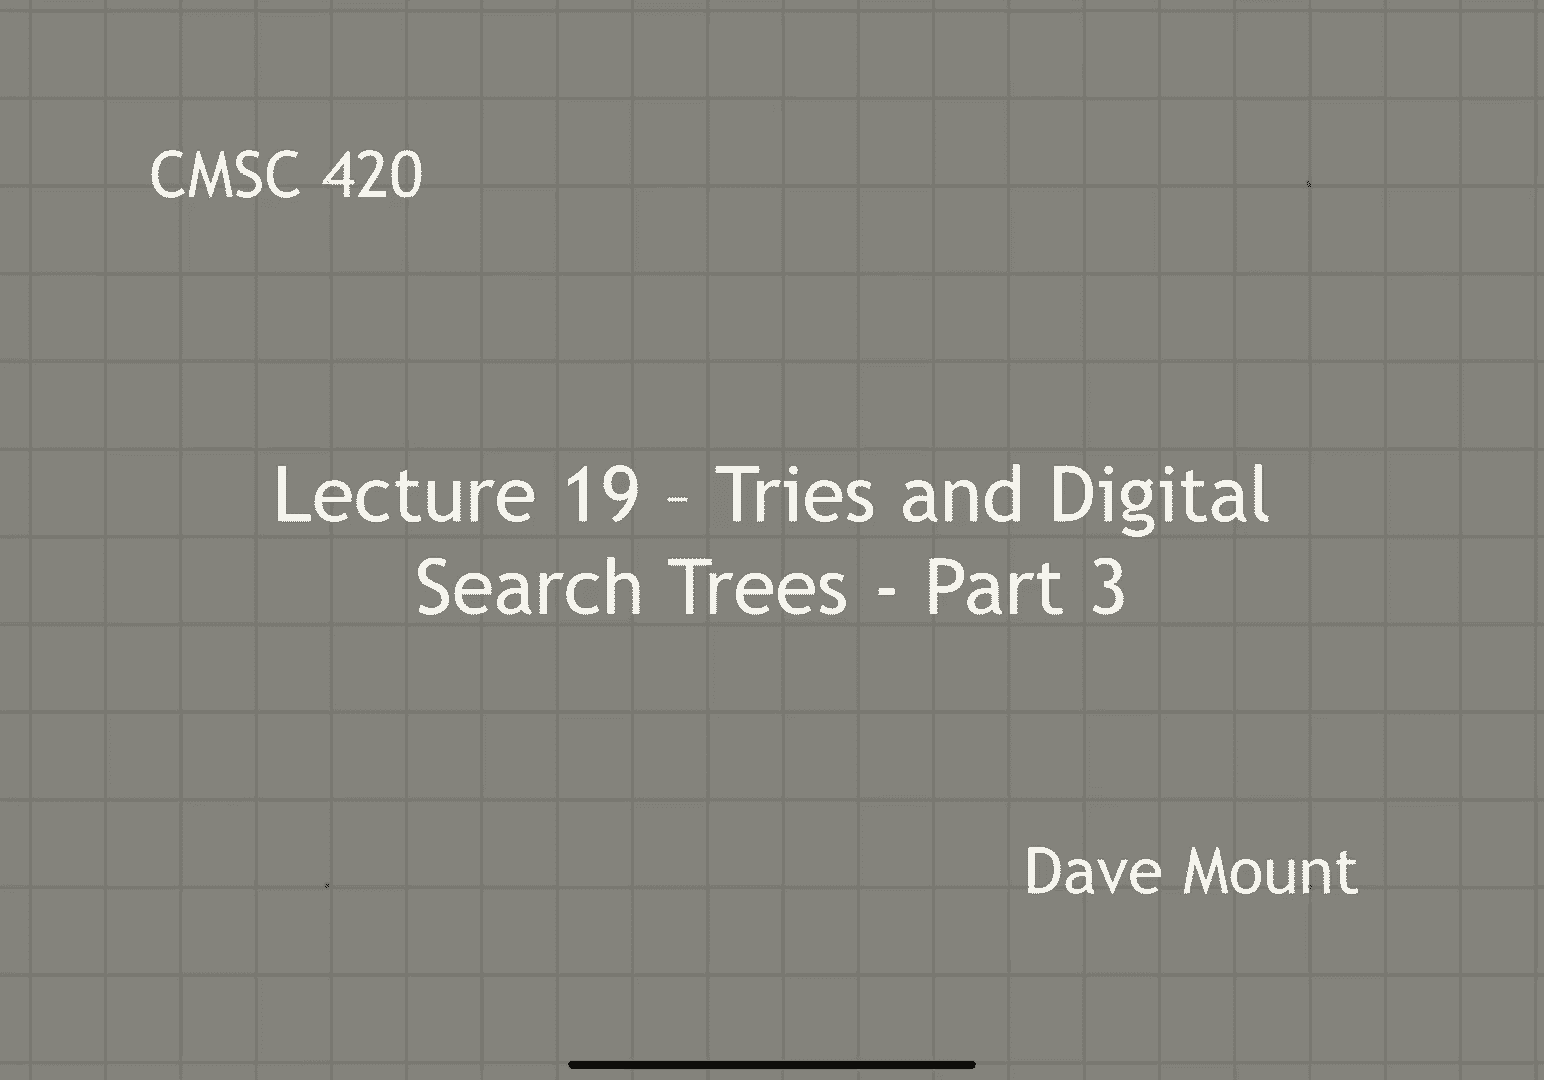 CMSC 420
Lecture 19 – Tries and Digital
Search Trees - Part 3
Dave Mount